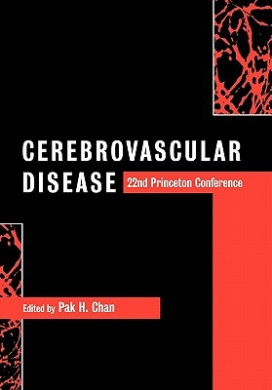 CEREBROVASCULAR
DISEASE
22nd Princeton Conference
Edited by Pak H. Chan